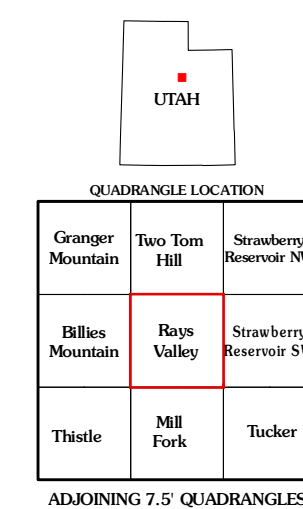 UTAH
QUADRANGLE LOCATION
Granger Mountain
Two Tom Hill
Strawberry Reservoir NW
Billies Mountain
Rays Valley
Strawberry Reservoir SW
Thistle
Mill Fork
Tucker
ADJOINING 7.5' QUADRANGLES